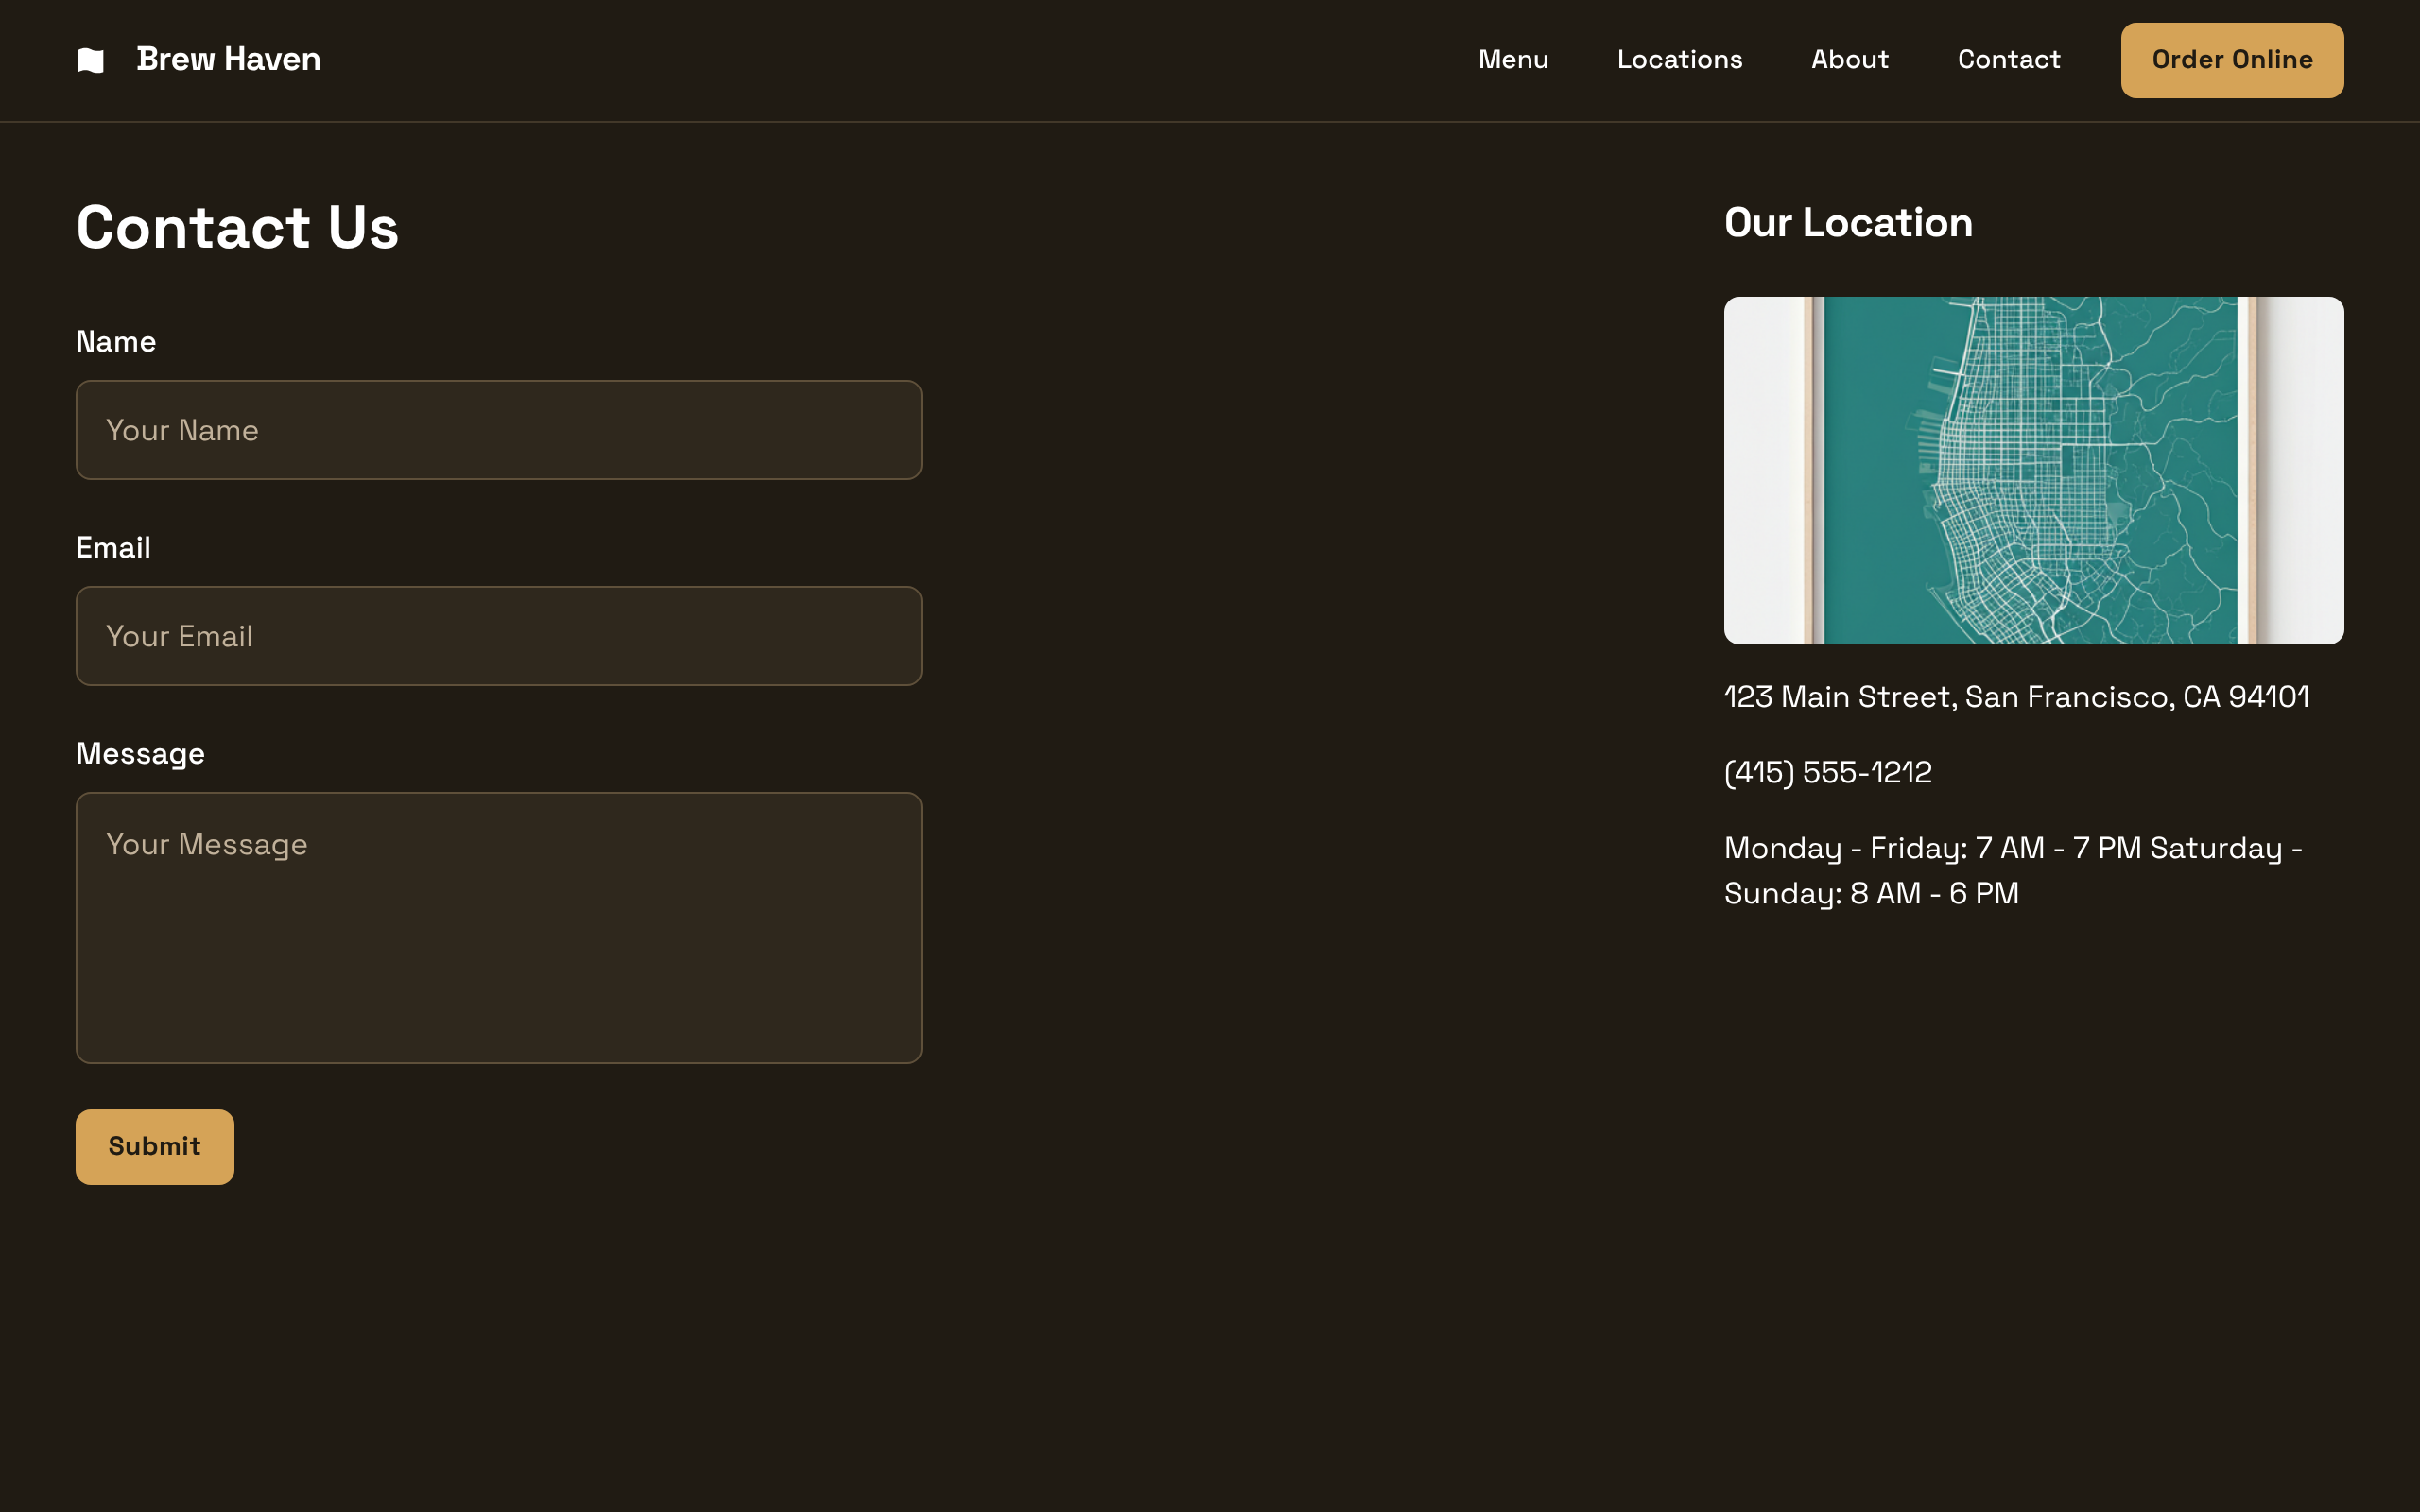 Brew Haven
Menu
Locations
About
Contact
Order Online
Contact Us
Name
Your Name
Email
Your Email
Message
Your Message
Submit
Our Location
123 Main Street, San Francisco, CA 94101
(415) 555-1212
Monday - Friday: 7 AM - 7 PM Saturday -
Sunday: 8 AM - 6 PM